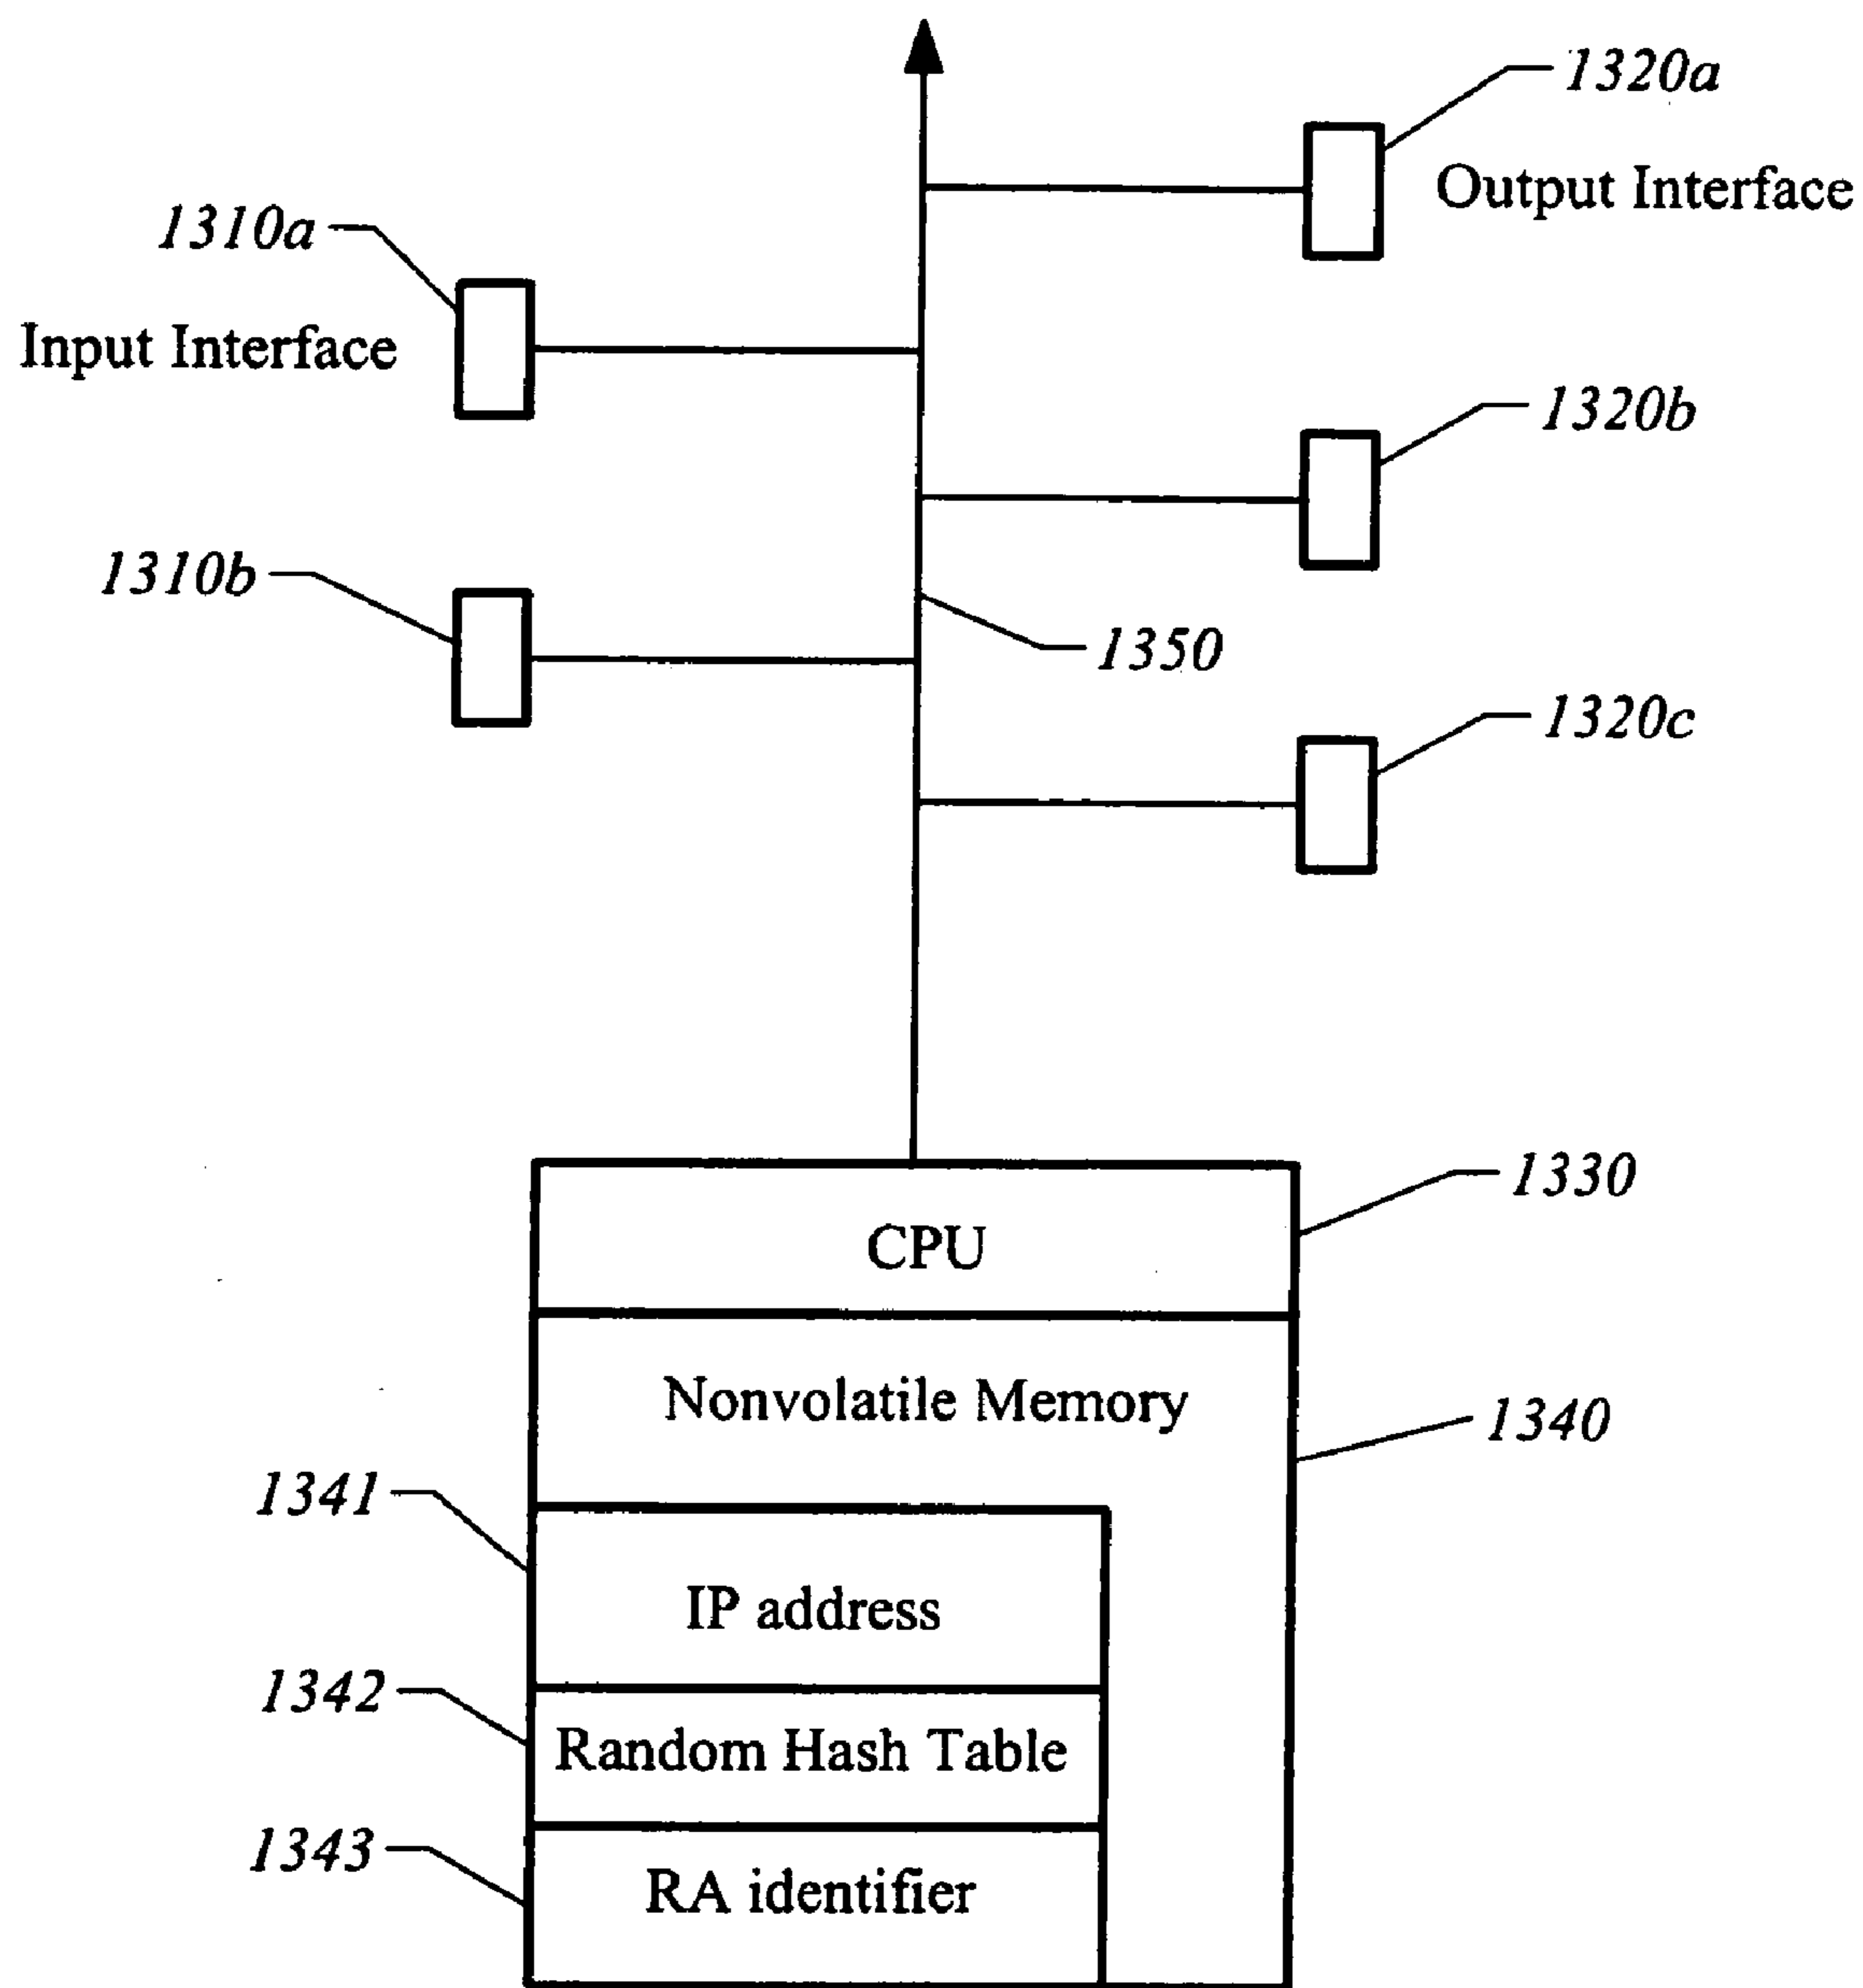 1320a
Output Interface
1310a
Input Interface
1320b
1310b
1350
1320c
1330
CPU
Nonvolatile Memory
1340
1341
IP address
1342
Random Hash Table
1343
RA identifier